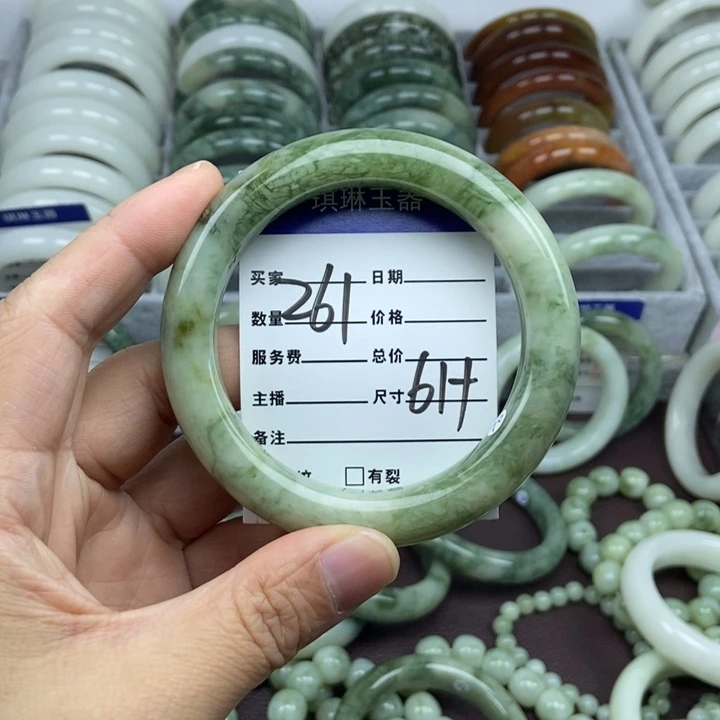 琪琳玉器
买家 261 日期
数量 价格
服务费 总价
主播 尺寸 61+
备注
有裂